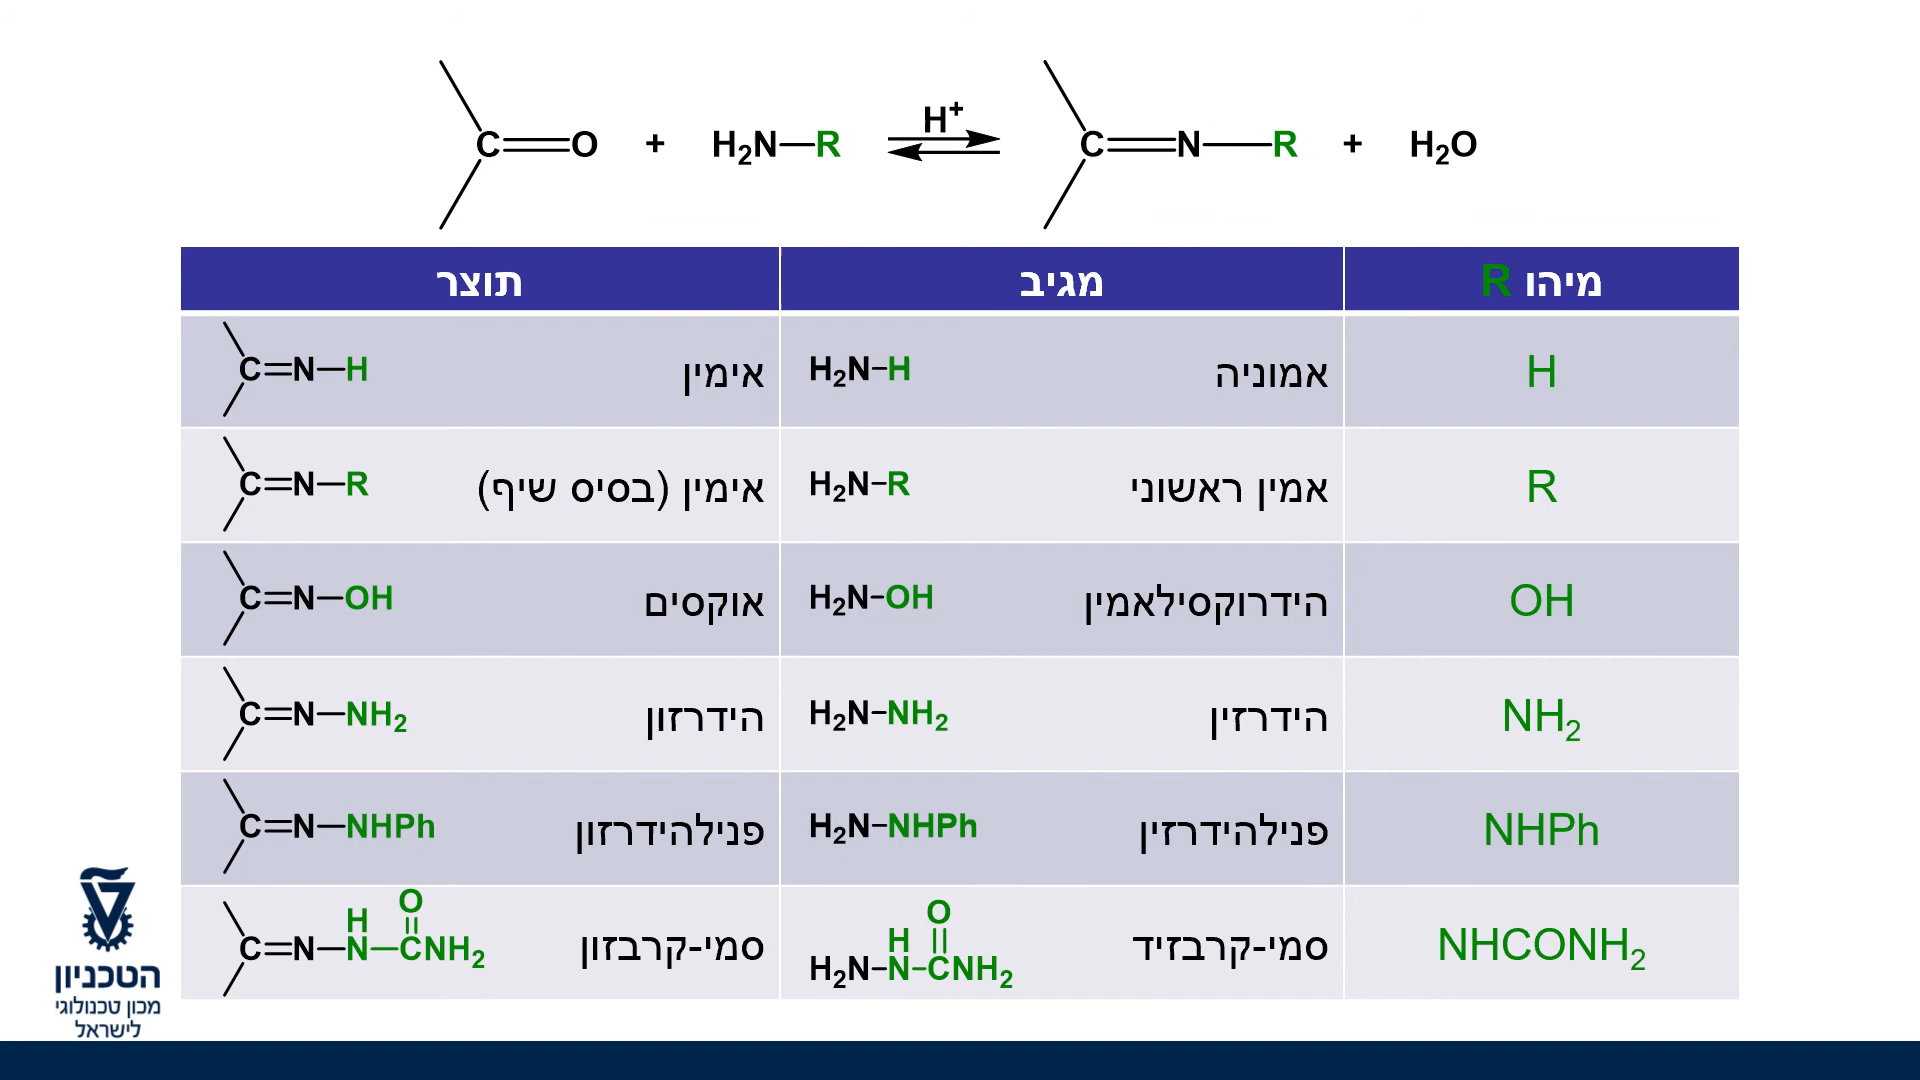 C=O + H₂N–R ⇌ H⁺ C=N–R + H₂O
מיהו R	מגיב	תוצר
H	אמוניה H₂N–H	אימין C=N–H
R	אמין ראשוני H₂N–R	אימין (בסיס שיף) C=N–R
OH	הידרוקסילאמין H₂N–OH	אוקסים C=N–OH
NH₂	הידרזין H₂N–NH₂	הידרזון C=N–NH₂
NHPh	פנילהידרזין H₂N–NHPh	פנילהידרזון C=N–NHPh
NHCONH₂	סמי-קרבזיד H₂N–NH–C(=O)NH₂	סמי-קרבזון C=N–NH–C(=O)NH₂
הטכניון
מכון טכנולוגי
לישראל